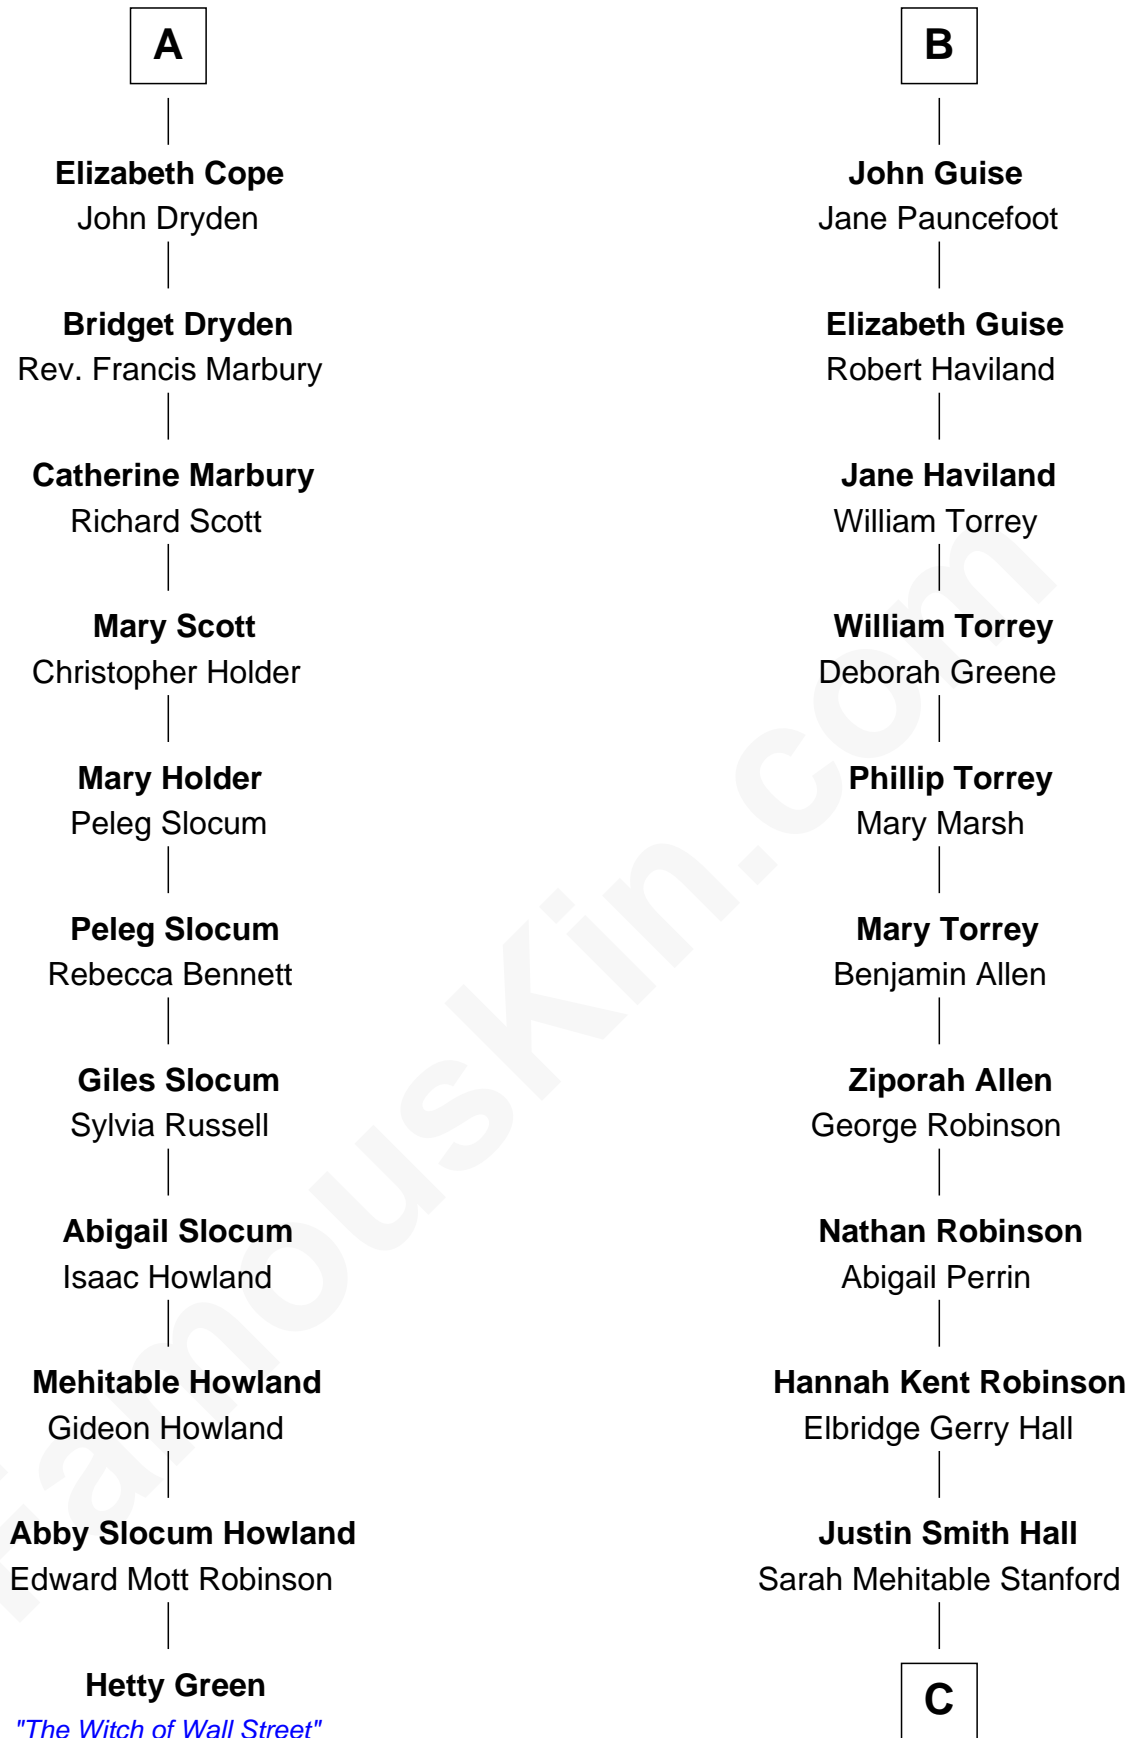 A
Elizabeth Cope
John Dryden
Bridget Dryden
Rev. Francis Marbury
Catherine Marbury
Richard Scott
Mary Scott
Christopher Holder
Mary Holder
Peleg Slocum
Peleg Slocum
Rebecca Bennett
Giles Slocum
Sylvia Russell
Abigail Slocum
Isaac Howland
Mehitable Howland
Gideon Howland
Abby Slocum Howland
Edward Mott Robinson
Hetty Green
"The Witch of Wall Street"
B
John Guise
Jane Pauncefoot
Elizabeth Guise
Robert Haviland
Jane Haviland
William Torrey
William Torrey
Deborah Greene
Phillip Torrey
Mary Marsh
Mary Torrey
Benjamin Allen
Ziporah Allen
George Robinson
Nathan Robinson
Abigail Perrin
Hannah Kent Robinson
Elbridge Gerry Hall
Justin Smith Hall
Sarah Mehitable Stanford
C
FamousKin.com